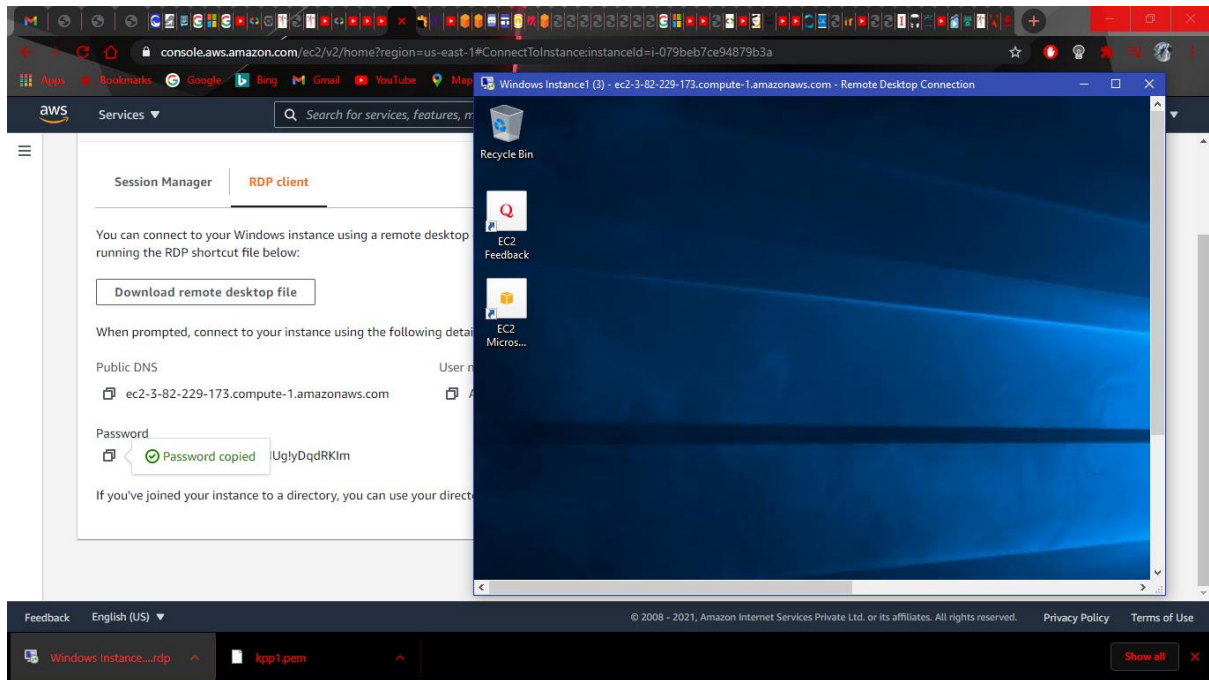 console.aws.amazon.com/ec2/v2/home?region=us-east-1#ConnectToInstance:instanceId=i-079beb7ce94879b3a
Apps Bookmarks Google Bing Gmail YouTube Map
Windows Instance1 (3) - ec2-3-82-229-173.compute-1.amazonaws.com - Remote Desktop Connection
aws Services ▼ Search for services, features, m
Recycle Bin
Session Manager RDP client
EC2
Feedback
You can connect to your Windows instance using a remote desktop
running the RDP shortcut file below:
Download remote desktop file
EC2
Micros...
When prompted, connect to your instance using the following detai
Public DNS User n
ec2-3-82-229-173.compute-1.amazonaws.com A
Password
Password copied Ug!yDqdRKIm
If you've joined your instance to a directory, you can use your direct
Feedback English (US) ▼ © 2008 - 2021, Amazon Internet Services Private Ltd. or its affiliates. All rights reserved. Privacy Policy Terms of Use
Windows Instance....rdp kpp1.pem Show all